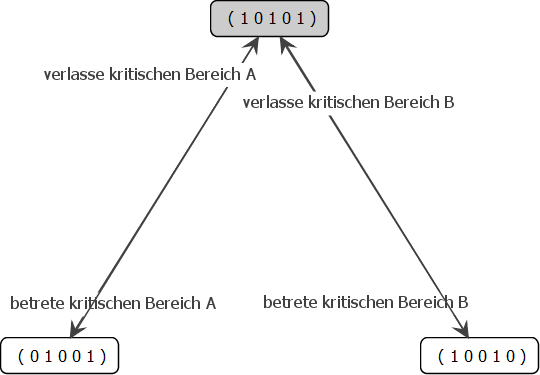 ( 1 0 1 0 1 )
verlasse kritischen Bereich A
verlasse kritischen Bereich B
betrete kritischen Bereich A
betrete kritischen Bereich B
( 0 1 0 0 1 )
( 1 0 0 1 0 )